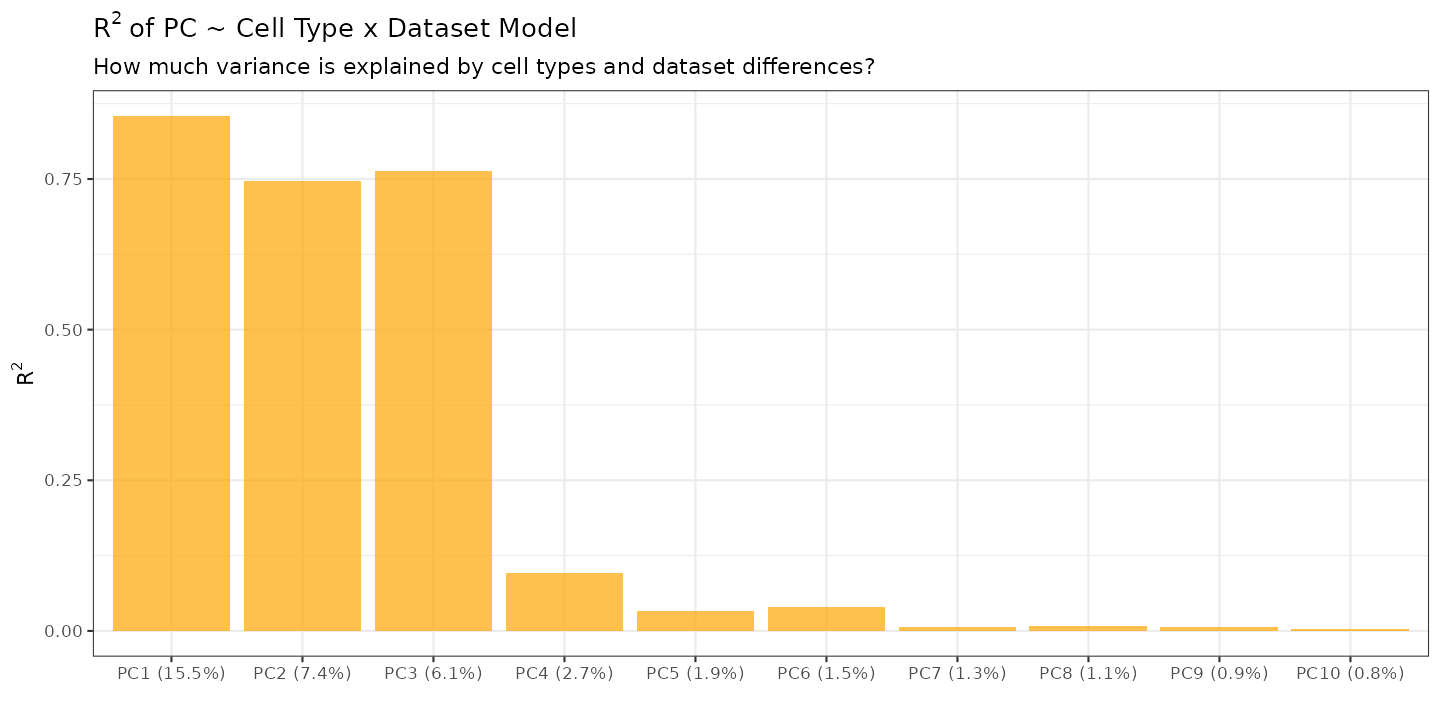 R² of PC ~ Cell Type x Dataset Model
How much variance is explained by cell types and dataset differences?
R²
0.75
0.50
0.25
0.00
PC1 (15.5%) PC2 (7.4%) PC3 (6.1%) PC4 (2.7%) PC5 (1.9%) PC6 (1.5%) PC7 (1.3%) PC8 (1.1%) PC9 (0.9%) PC10 (0.8%)